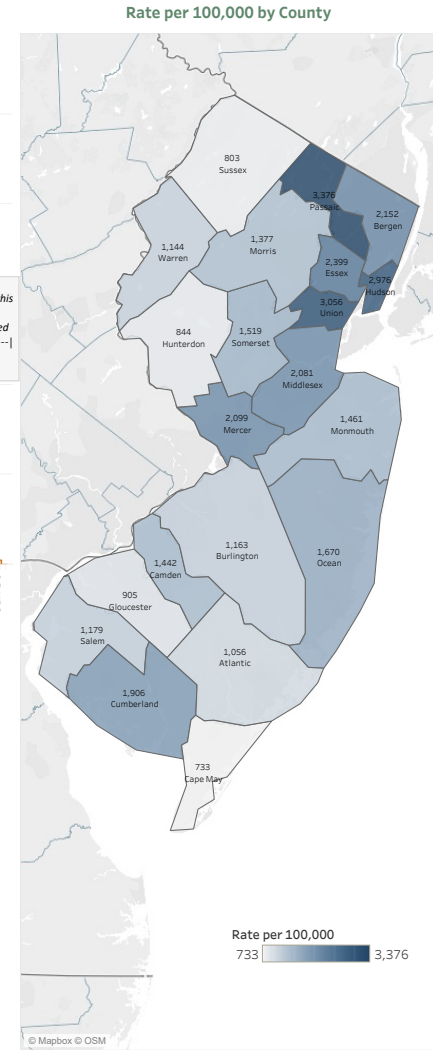 Rate per 100,000 by County
803
Sussex
3,376
Passaic
2,152
Bergen
1,144
Warren
1,377
Morris
2,399
Essex
2,976
Hudson
this
3,056
Union
844
Hunterdon
1,519
Somerset
ed
--|
2,081
Middlesex
2,099
Mercer
1,461
Monmouth
1,163
Burlington
1,670
Ocean
1,442
Camden
905
Gloucester
1,179
Salem
1,056
Atlantic
1,906
Cumberland
733
Cape May
Rate per 100,000
733 3,376
© Mapbox © OSM